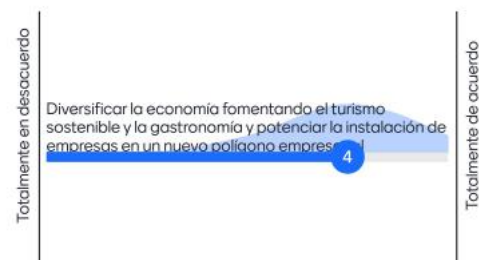 Totalmente en desacuerdo
Diversificar la economía fomentando el turismo
sostenible y la gastronomía y potenciar la instalación de
empresas en un nuevo polígono
4
Totalmente de acuerdo